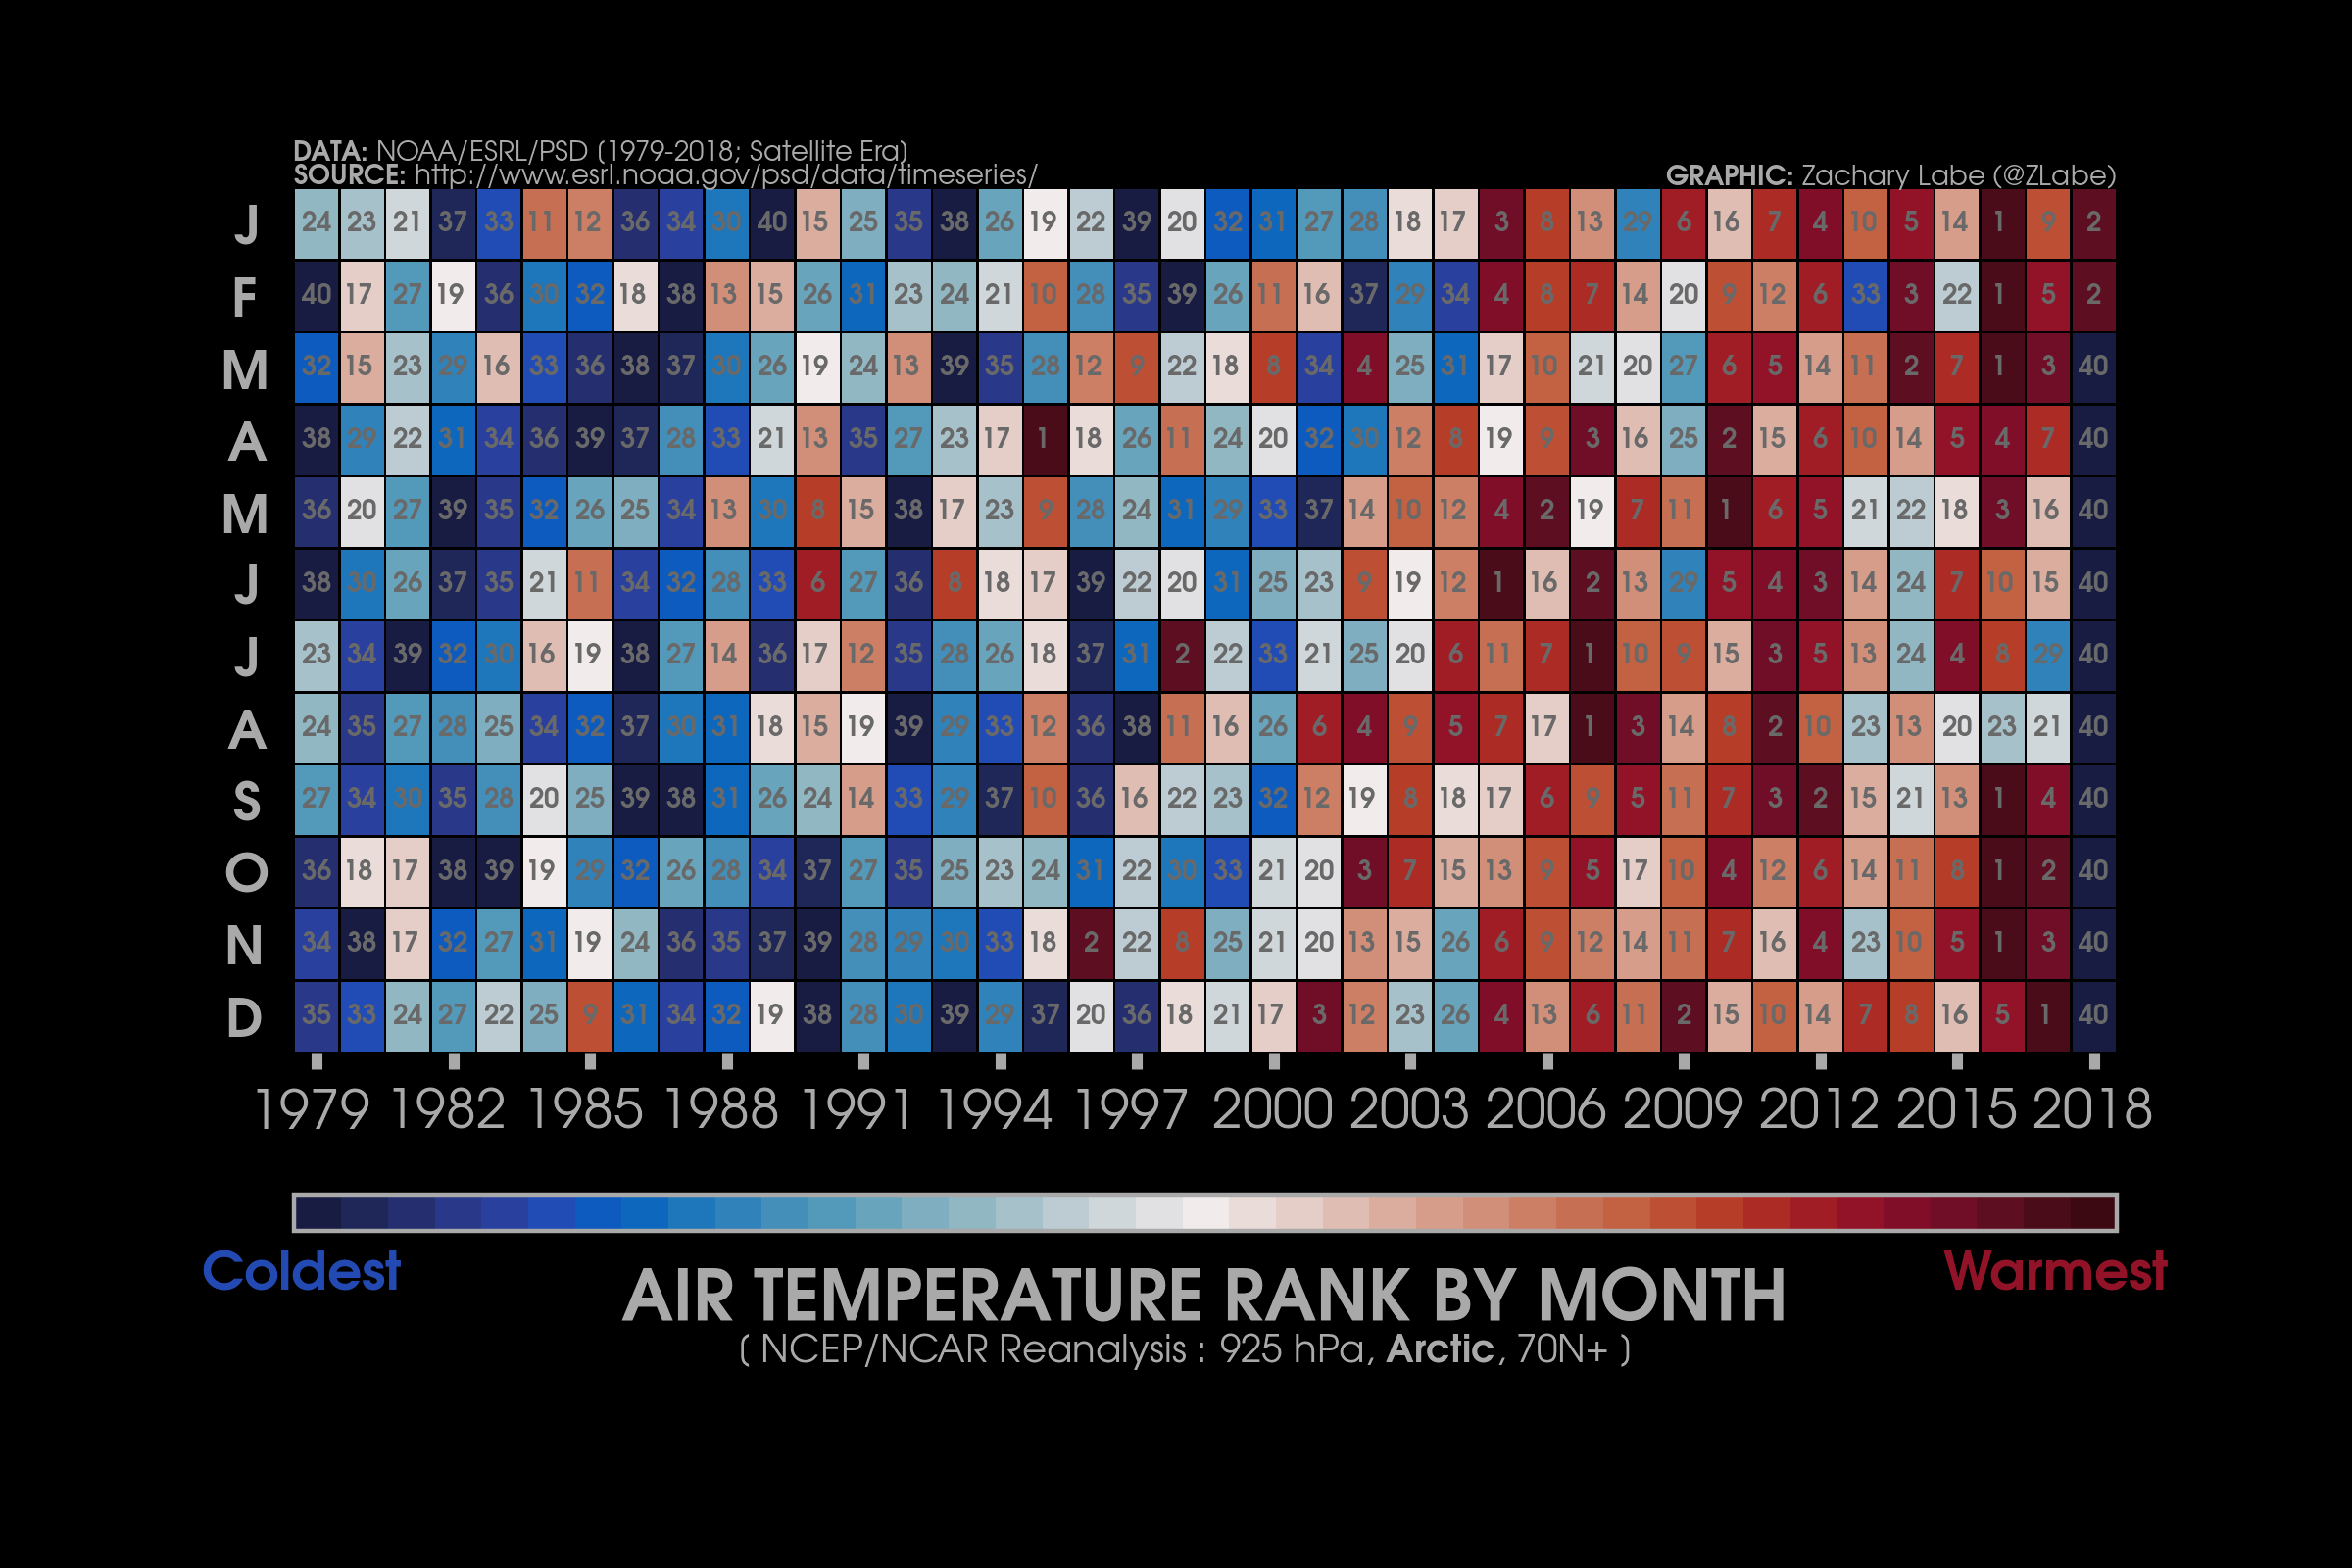 DATA: NOAA/ESRL/PSD (1979-2018; Satellite Era)
SOURCE: http://www.esrl.noaa.gov/psd/data/timeseries/
GRAPHIC: Zachary Labe (@ZLabe)
J 24 23 21 37 33 11 12 36 34 30 40 15 25 35 38 26 19 22 39 20 32 31 27 28 18 17 3 8 13 29 6 16 7 4 10 5 14 1 9 2
F 40 17 27 19 36 30 32 18 38 13 15 26 31 23 24 21 10 28 35 39 26 11 16 37 29 34 4 8 7 14 20 9 12 6 33 3 22 1 5 2
M 32 15 23 29 16 33 36 38 37 30 26 19 24 13 39 35 28 12 9 22 18 8 34 4 25 31 17 10 21 20 27 6 5 14 11 2 7 1 3 40
A 38 29 22 31 34 36 39 37 28 33 21 13 35 27 23 17 1 18 26 11 24 20 32 30 12 8 19 9 3 16 25 2 15 6 10 14 5 4 7 40
M 36 20 27 39 35 32 26 25 34 13 30 8 15 38 17 23 9 28 24 31 29 33 37 14 10 12 4 2 19 7 11 1 6 5 21 22 18 3 16 40
J 38 30 26 37 35 21 11 34 32 28 33 6 27 36 8 18 17 39 22 20 31 25 23 9 19 12 1 16 2 13 29 5 4 3 14 24 7 10 15 40
J 23 34 39 32 30 16 19 38 27 14 36 17 12 35 28 26 18 37 31 2 22 33 21 25 20 6 11 7 1 10 9 15 3 5 13 24 4 8 29 40
A 24 35 27 28 25 34 32 37 30 31 18 15 19 39 29 33 12 36 38 11 16 26 6 4 9 5 7 17 1 3 14 8 2 10 23 13 20 23 21 40
S 27 34 30 35 28 20 25 39 38 31 26 24 14 33 29 37 10 36 16 22 23 32 12 19 8 18 17 6 9 5 11 7 3 2 15 21 13 1 4 40
O 36 18 17 38 39 19 29 32 26 28 34 37 27 35 25 23 24 31 22 30 33 21 20 3 7 15 13 9 5 17 10 4 12 6 14 11 8 1 2 40
N 34 38 17 32 27 31 19 24 36 35 37 39 28 29 30 33 18 2 22 8 25 21 20 13 15 26 6 9 12 14 11 7 16 4 23 10 5 1 3 40
D 35 33 24 27 22 25 9 31 34 32 19 38 28 30 39 29 37 20 36 18 21 17 3 12 23 26 4 13 6 11 2 15 10 14 7 8 16 5 1 40
1979 1982 1985 1988 1991 1994 1997 2000 2003 2006 2009 2012 2015 2018
Coldest Warmest
AIR TEMPERATURE RANK BY MONTH
( NCEP/NCAR Reanalysis : 925 hPa, Arctic, 70N+ )